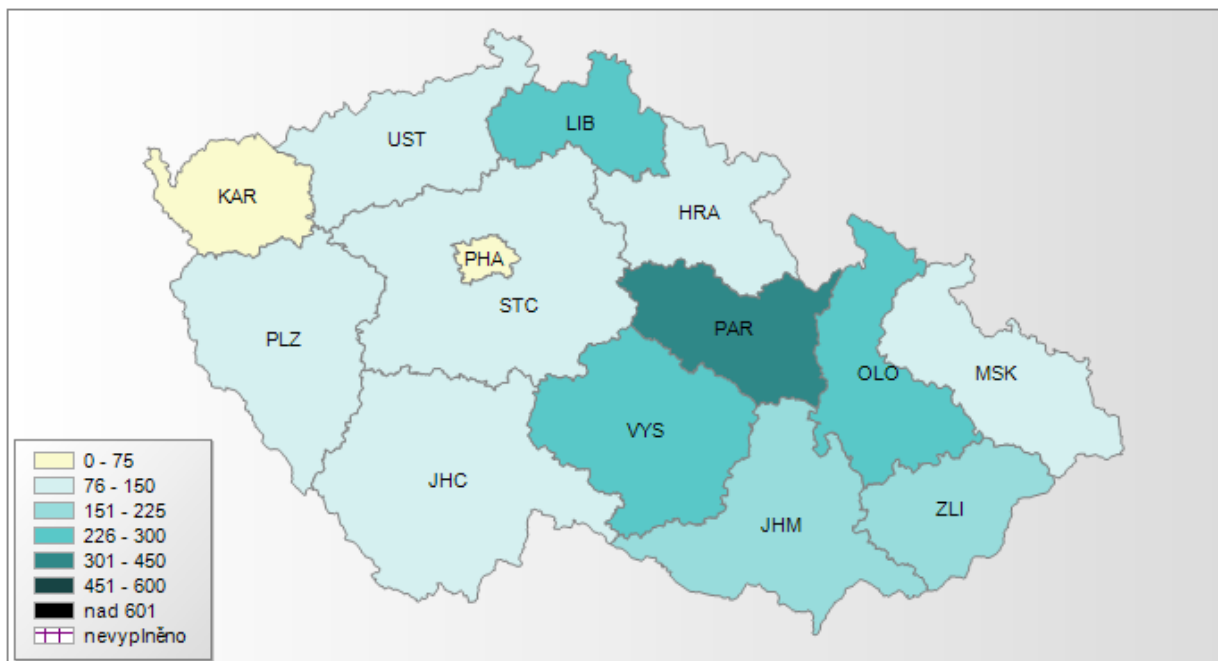 LIB
UST
KAR
HRA
PHA
STC
PAR
PLZ
OLO
MSK
VYS
JHC
ZLI
JHM
0 - 75
76 - 150
151 - 225
226 - 300
301 - 450
451 - 600
nad 601
nevyplněno